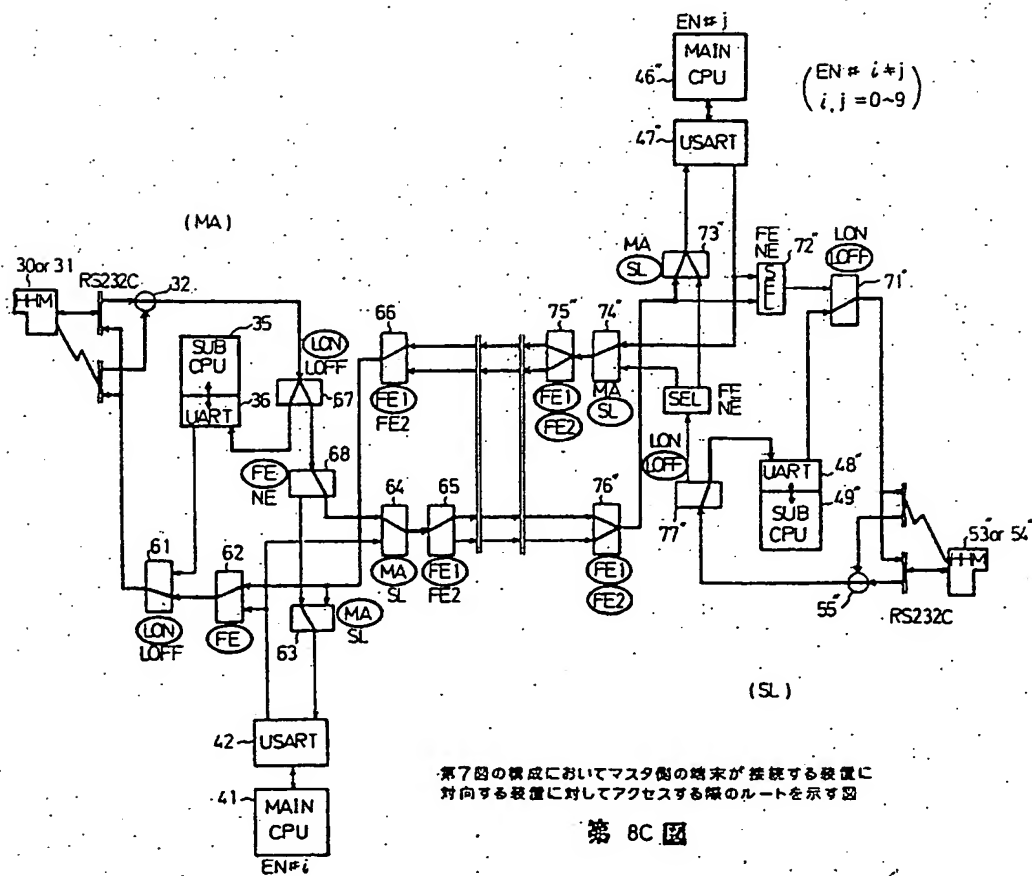 EN# j
MAIN
CPU
46"
(EN# i≠j
i, j =0~9)
47"
USART
(MA)
30 or 31
HHM
RS232C
32
35
SUB
CPU
UART
36
LON
LOFF
67
66
FE1
FE2
75"
74"
FE1
FE2
MA
SL
MA
SL
73"
FE
NE
72"
SEL
LON
LOFF
71"
SEL
FE
NE
68
FE
NE
64
65
76"
LON
LOFF
77"
UART
48"
SUB
CPU
49"
61
62
MA
SL
FE1
FE2
FE1
FE2
53" or 54"
HHM
55"
RS232C
LON
LOFF
FE
MA
SL
63
(SL)
42
USART
41
MAIN
CPU
EN#i
第7図の構成においてマスタ側の端末が接続する装置に
対向する装置に対してアクセスする際のルートを示す図
第 8C 図